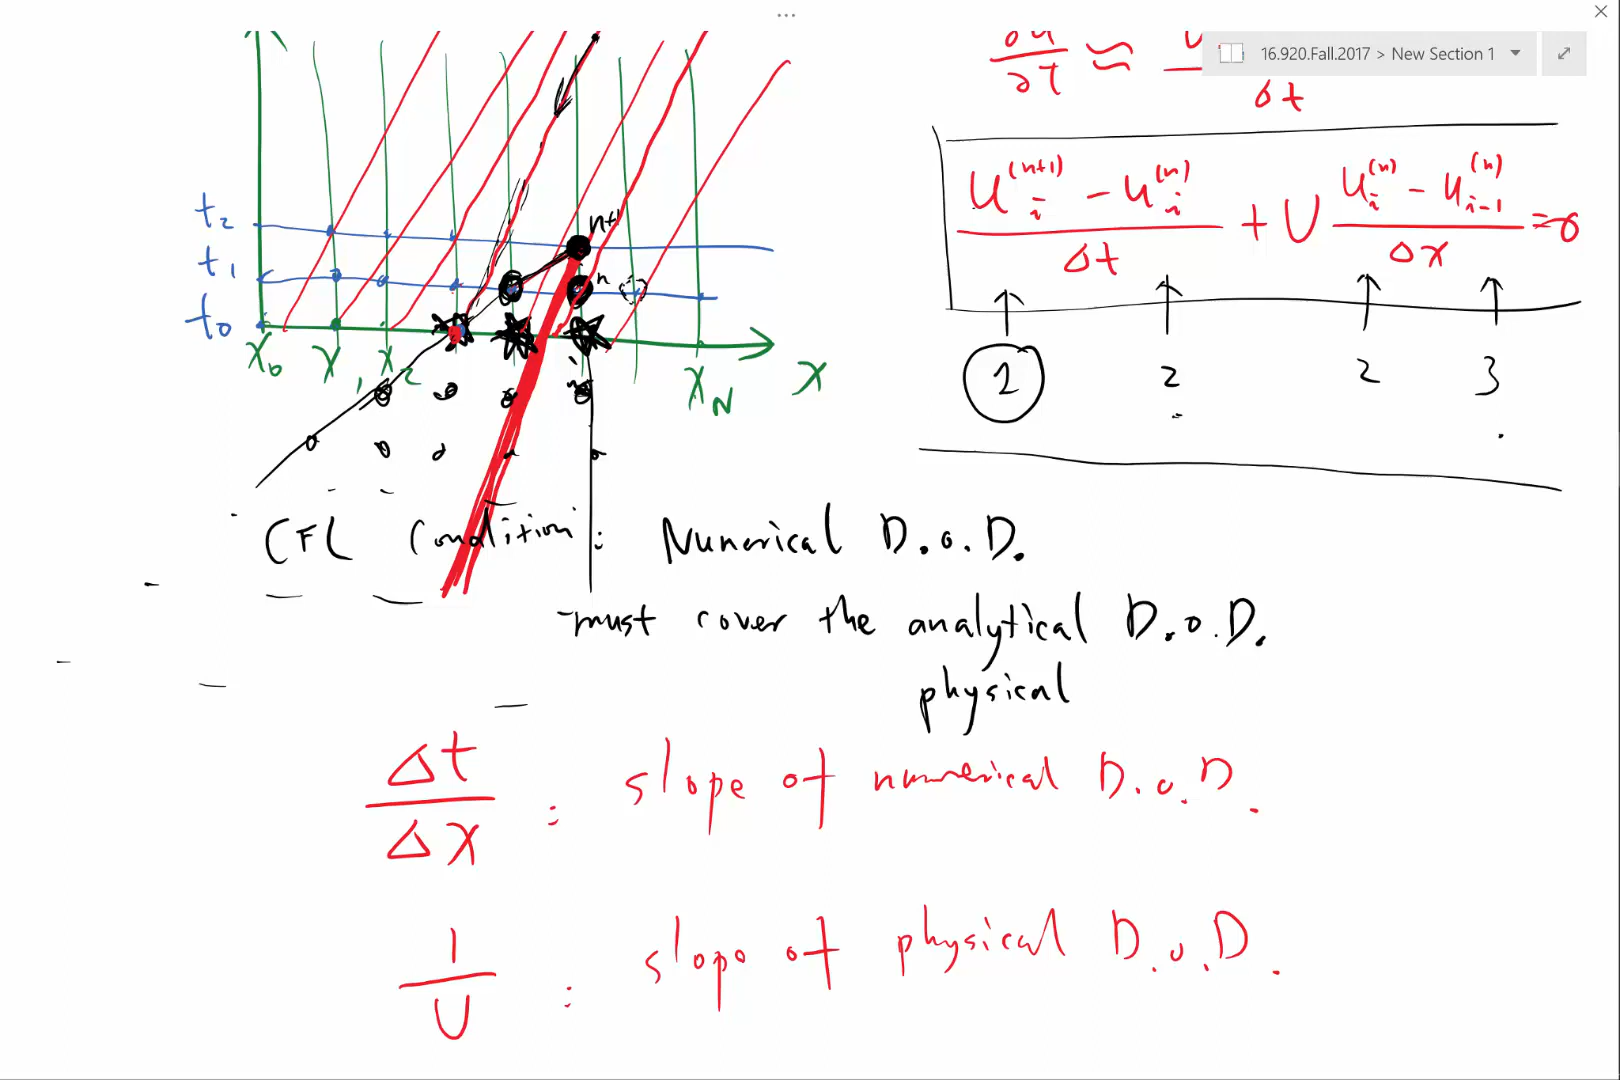 16.920.Fall.2017 > New Section 1
∂u/∂t ≈ u / Δt
(u_i^(n+1) - u_i^(n))/Δt + U (u_i^(n) - u_{i-1}^(n))/Δx = 0
1 2 2 3
t₂
t₁
t₀
n+1
n
x₀ x₁ x₂ x_N x
CFL Condition: Numerical D.o.D.
must cover the analytical D.o.D.
physical
Δt/Δx : slope of numerical D.o.D.
1/U : slope of physical D.o.D.